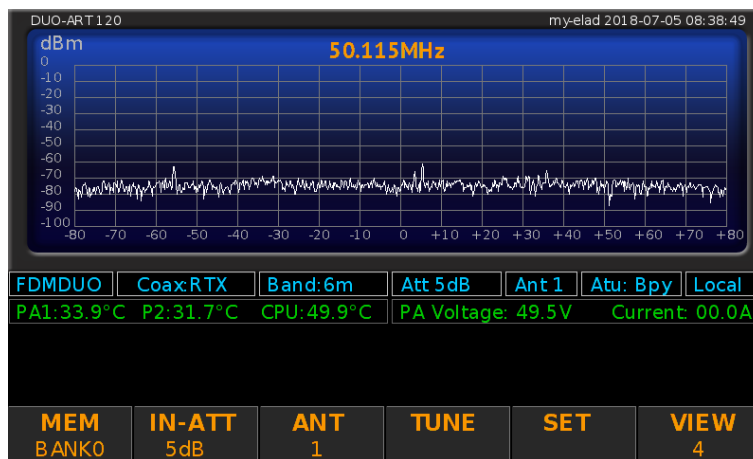 DUO-ART120 my-elad 2018-07-05 08:38:49
dBm
50.115MHz
0
-10
-20
-30
-40
-50
-60
-70
-80
-90
-100
-80 -70 -60 -50 -40 -30 -20 -10 0 +10 +20 +30 +40 +50 +60 +70 +80
FDMDUO Coax:RTX Band:6m Att 5dB Ant 1 Atu: Bpy Local
PA1:33.9°C P2:31.7°C CPU:49.9°C PA Voltage: 49.5V Current: 00.0A
MEM IN-ATT ANT TUNE SET VIEW
BANK0 5dB 1 4